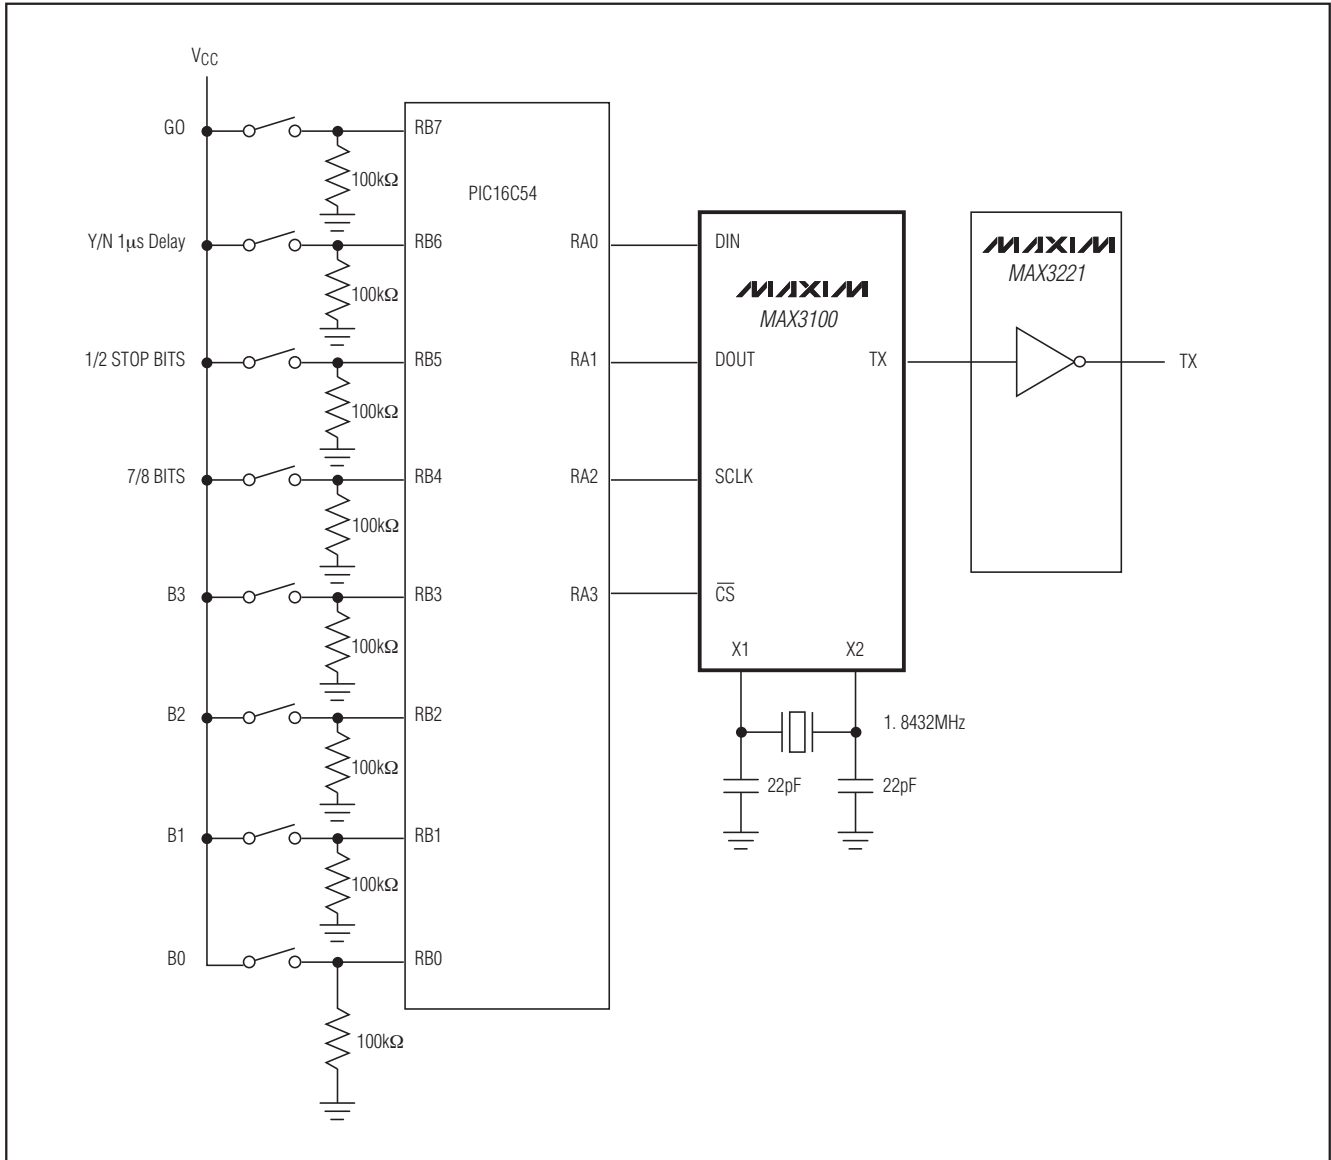 VCC
GO
RB7
100kΩ
PIC16C54
Y/N 1µs Delay
RB6
RA0
DIN
MAXIM
MAX3221
100kΩ
MAXIM
MAX3100
1/2 STOP BITS
RB5
RA1
DOUT
TX
TX
100kΩ
7/8 BITS
RB4
RA2
SCLK
100kΩ
B3
RB3
RA3
CS
100kΩ
X1
X2
B2
RB2
1. 8432MHz
100kΩ
22pF
22pF
B1
RB1
100kΩ
B0
RB0
100kΩ